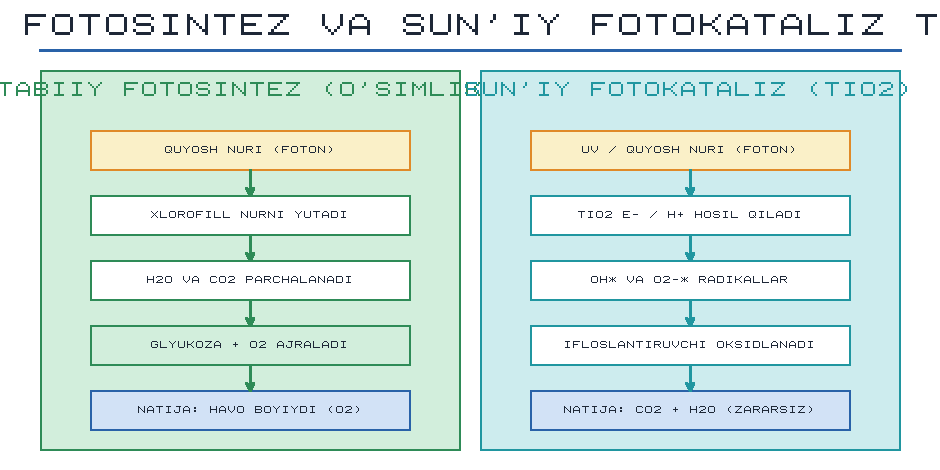 FOTOSINTEZ VA SUN'IY FOTOKATALIZ T
TABIIY FOTOSINTEZ (O'SIMLIK
QUYOSH NURI (FOTON)
XLOROFILL NURNI YUTADI
H2O VA CO2 PARCHALANADI
GLYUKOZA + O2 AJRALADI
NATIJA: HAVO BOYIYDI (O2)
SUN'IY FOTOKATALIZ (TIO2)
UV / QUYOSH NURI (FOTON)
TIO2 E- / H+ HOSIL QILADI
OH* VA O2-* RADIKALLAR
IFLOSLANTIRUVCHI OKSIDLANADI
NATIJA: CO2 + H2O (ZARARSIZ)